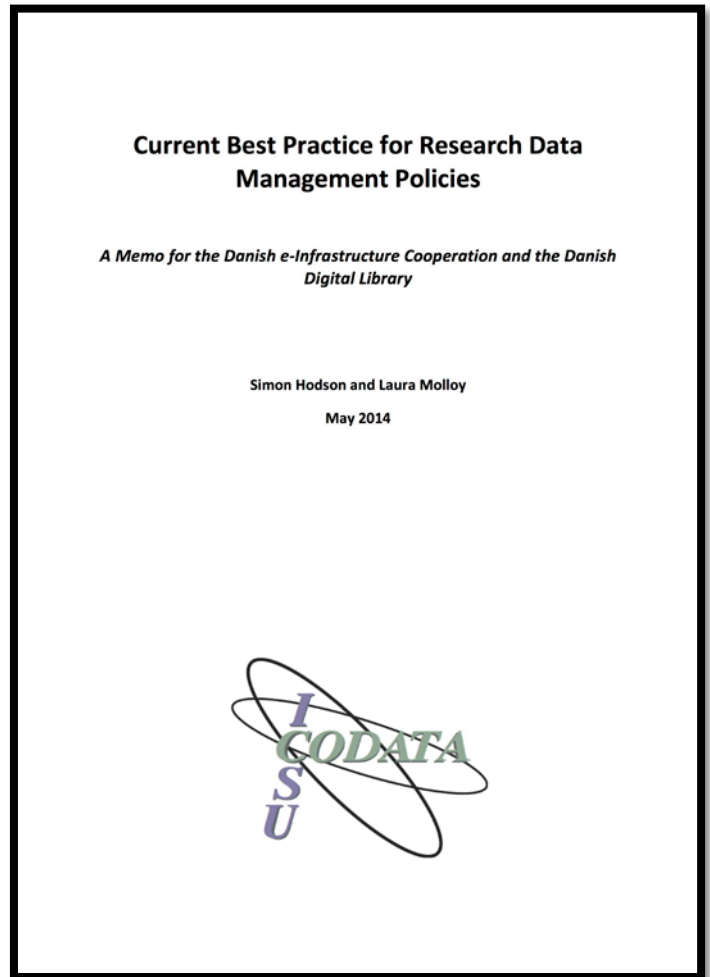 Current Best Practice for Research Data
Management Policies
A Memo for the Danish e-Infrastructure Cooperation and the Danish
Digital Library
Simon Hodson and Laura Molloy
May 2014
ICSU
CODATA